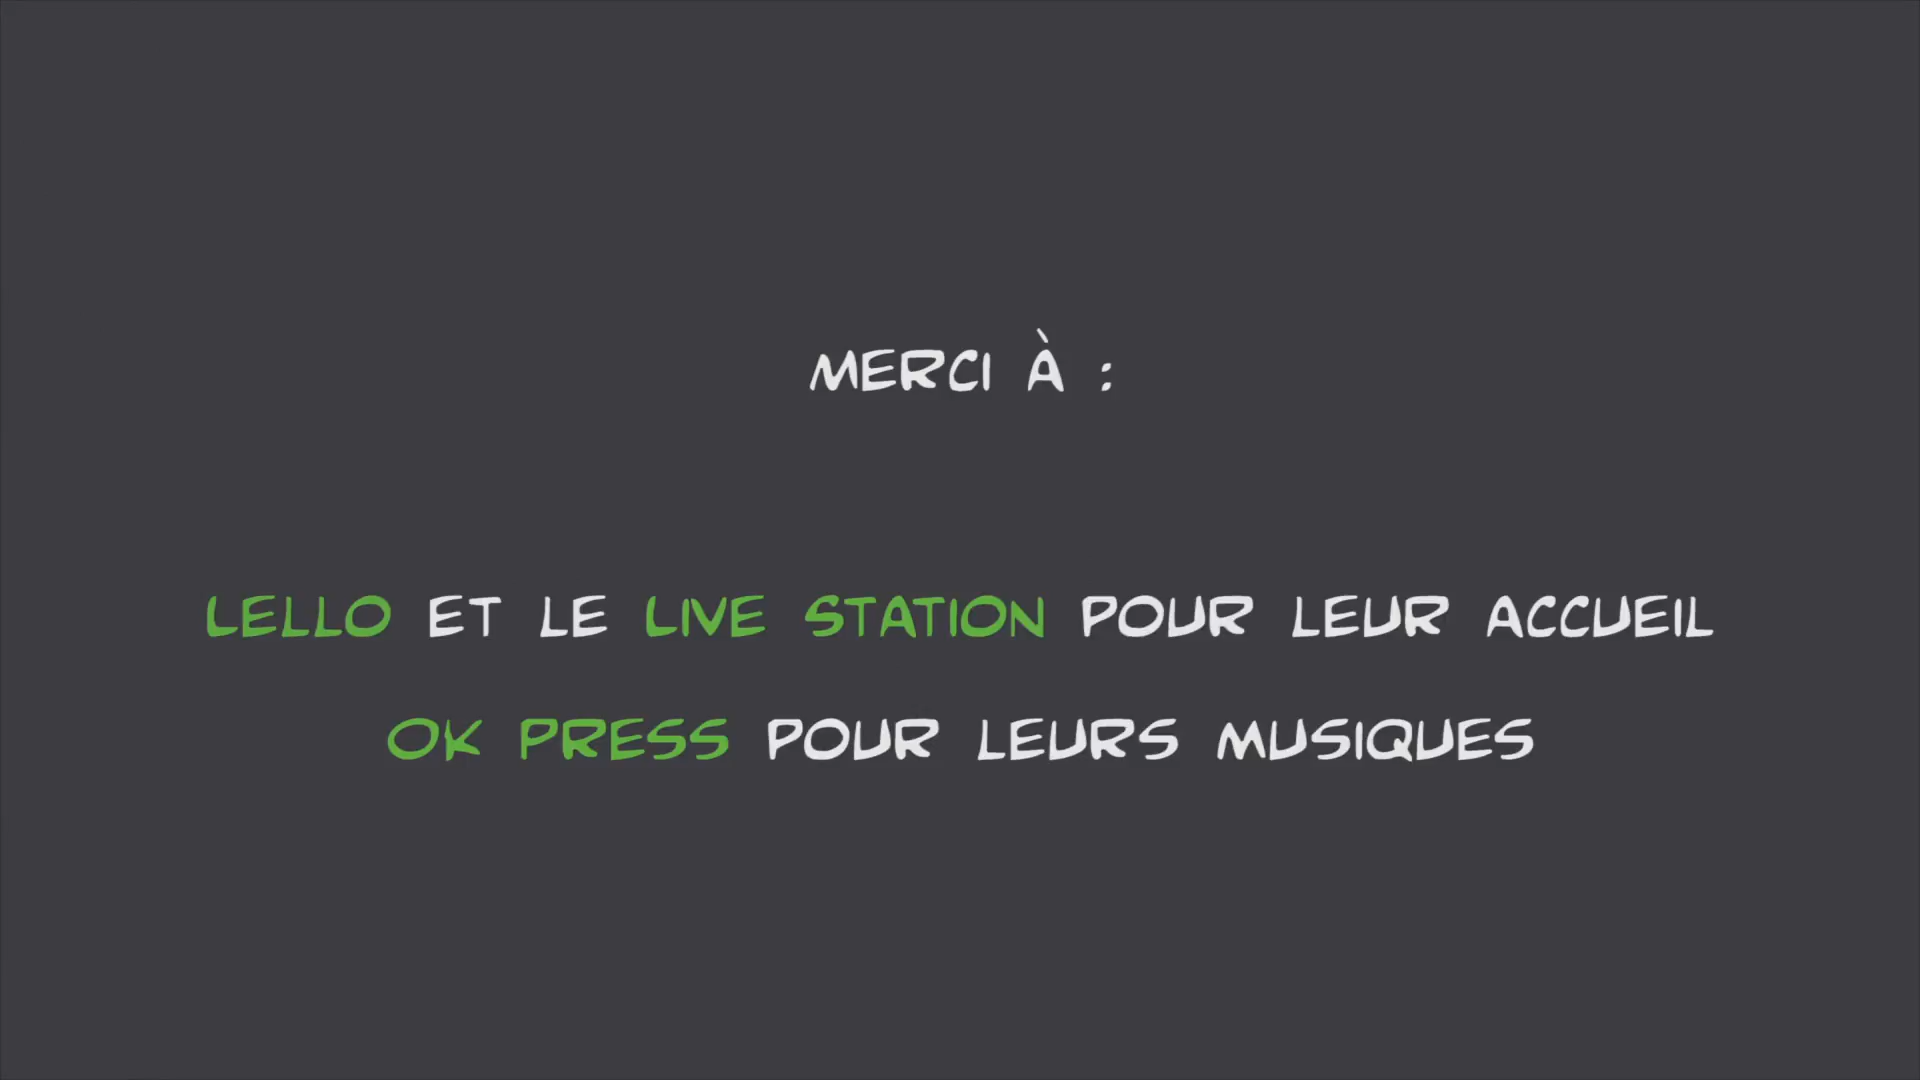 MERCI À :
LELLO ET LE LIVE STATION POUR LEUR ACCUEIL
OK PRESS POUR LEURS MUSIQUES